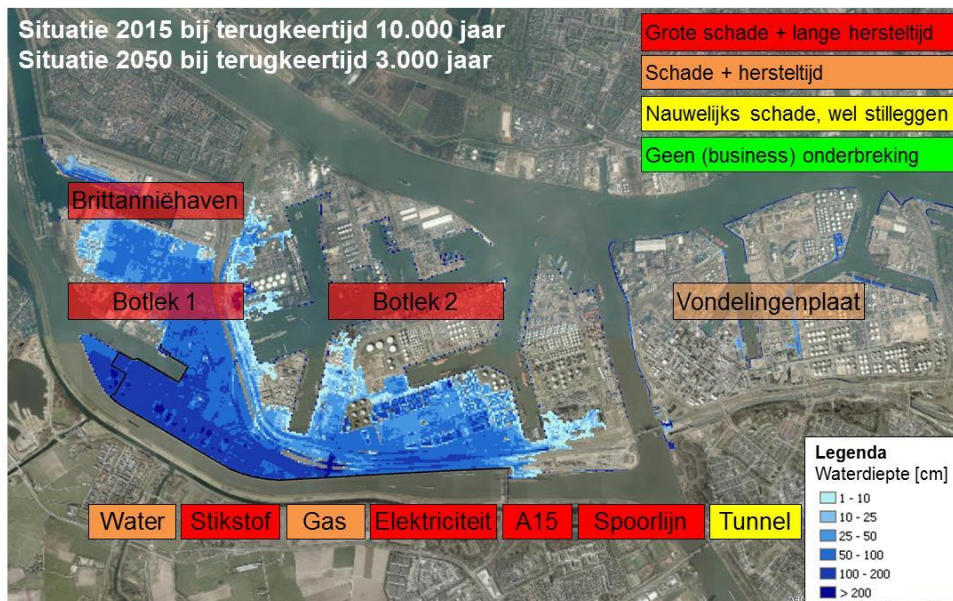 Situatie 2015 bij terugkeertijd 10.000 jaar
Situatie 2050 bij terugkeertijd 3.000 jaar
Grote schade + lange hersteltijd
Schade + hersteltijd
Nauwelijks schade, wel stilleggen
Geen (business) onderbreking
Brittanniëhaven
Botlek 1
Botlek 2
Vondelingenplaat
Water
Stikstof
Gas
Elektriciteit
A15
Spoorlijn
Tunnel
Legenda
Waterdiepte [cm]
1 - 10
10 - 25
25 - 50
50 - 100
100 - 200
> 200